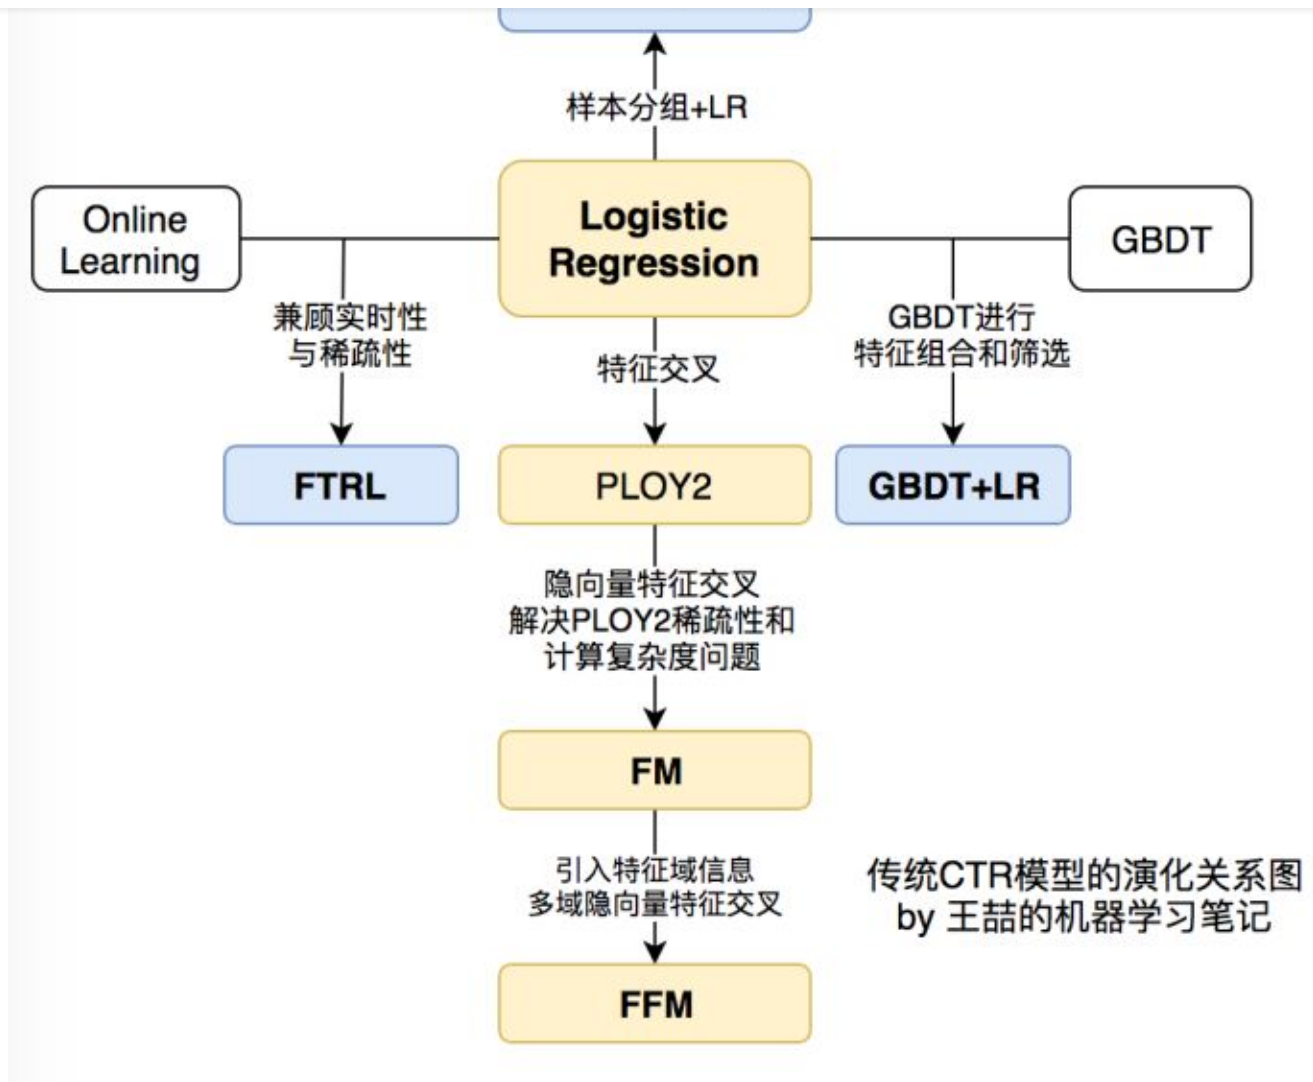 样本分组+LR
Online
Learning
Logistic
Regression
GBDT
兼顾实时性
与稀疏性
特征交叉
GBDT进行
特征组合和筛选
FTRL
PLOY2
GBDT+LR
隐向量特征交叉
解决PLOY2稀疏性和
计算复杂度问题
FM
引入特征域信息
多域隐向量特征交叉
传统CTR模型的演化关系图
by 王喆的机器学习笔记
FFM